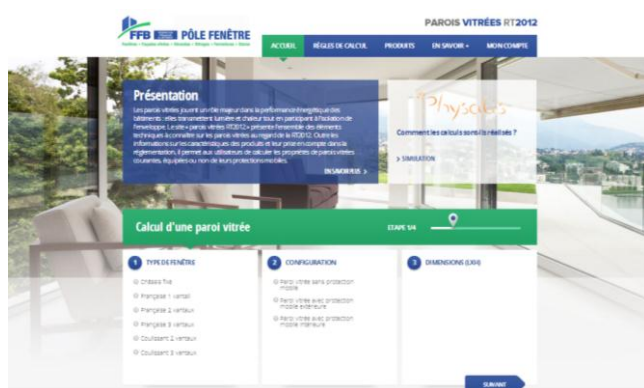 FFB PÔLE FENÊTRE
PAROIS VITRÉES RT2012
ACCUEIL RÈGLES DE CALCUL PRODUITS EN SAVOIR MON COMPTE
Présentation
Les parois vitrées jouent un rôle majeur dans la performance énergétique des
bâtiments : elles transmettent lumière et chaleur tout en participant à l'isolation de
l'enveloppe. Le site « parois vitrées RT2012 » présente l'ensemble des éléments
techniques à connaître sur les parois vitrées au regard de la RT2012. Outre les
informations sur les caractéristiques des produits et leur prise en compte dans la
réglementation, il permet aux utilisateurs de calculer les propriétés de parois vitrées
courantes, équipées ou non de leurs protections mobiles.
EN SAVOIR PLUS >
Physalis
Comment les calculs sont-ils réalisés ?
> SIMULATION
Calcul d'une paroi vitrée
ETAPE 1/4
1 TYPE DE FENÊTRE
Châssis fixe
Française 1 vantail
Française 2 vantaux
Française 3 vantaux
Coulissant 2 vantaux
Coulissant 3 vantaux
2 CONFIGURATION
Paroi vitrée sans protection
mobile
Paroi vitrée avec protection
mobile extérieure
Paroi vitrée avec protection
mobile intérieure
3 DIMENSIONS (LXH)
SUIVANT